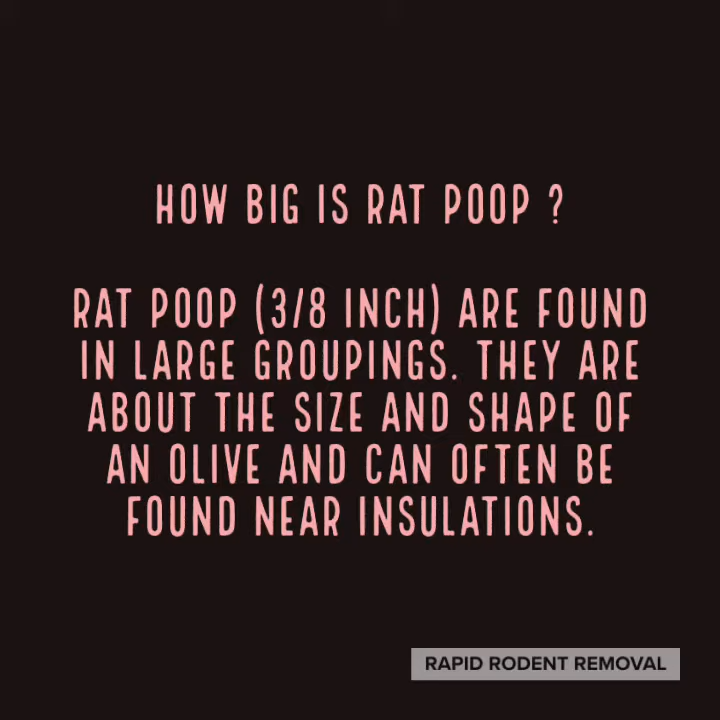 HOW BIG IS RAT POOP ?
RAT POOP (3/8 INCH) ARE FOUND
IN LARGE GROUPINGS. THEY ARE
ABOUT THE SIZE AND SHAPE OF
AN OLIVE AND CAN OFTEN BE
FOUND NEAR INSULATIONS.
RAPID RODENT REMOVAL